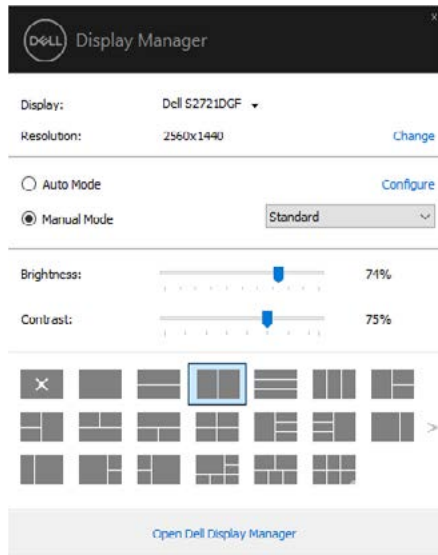 DELL Display Manager
Display: Dell S2721DGF
Resolution: 2560x1440 Change
Auto Mode Configure
Manual Mode Standard
Brightness: 74%
Contrast: 75%
Open Dell Display Manager